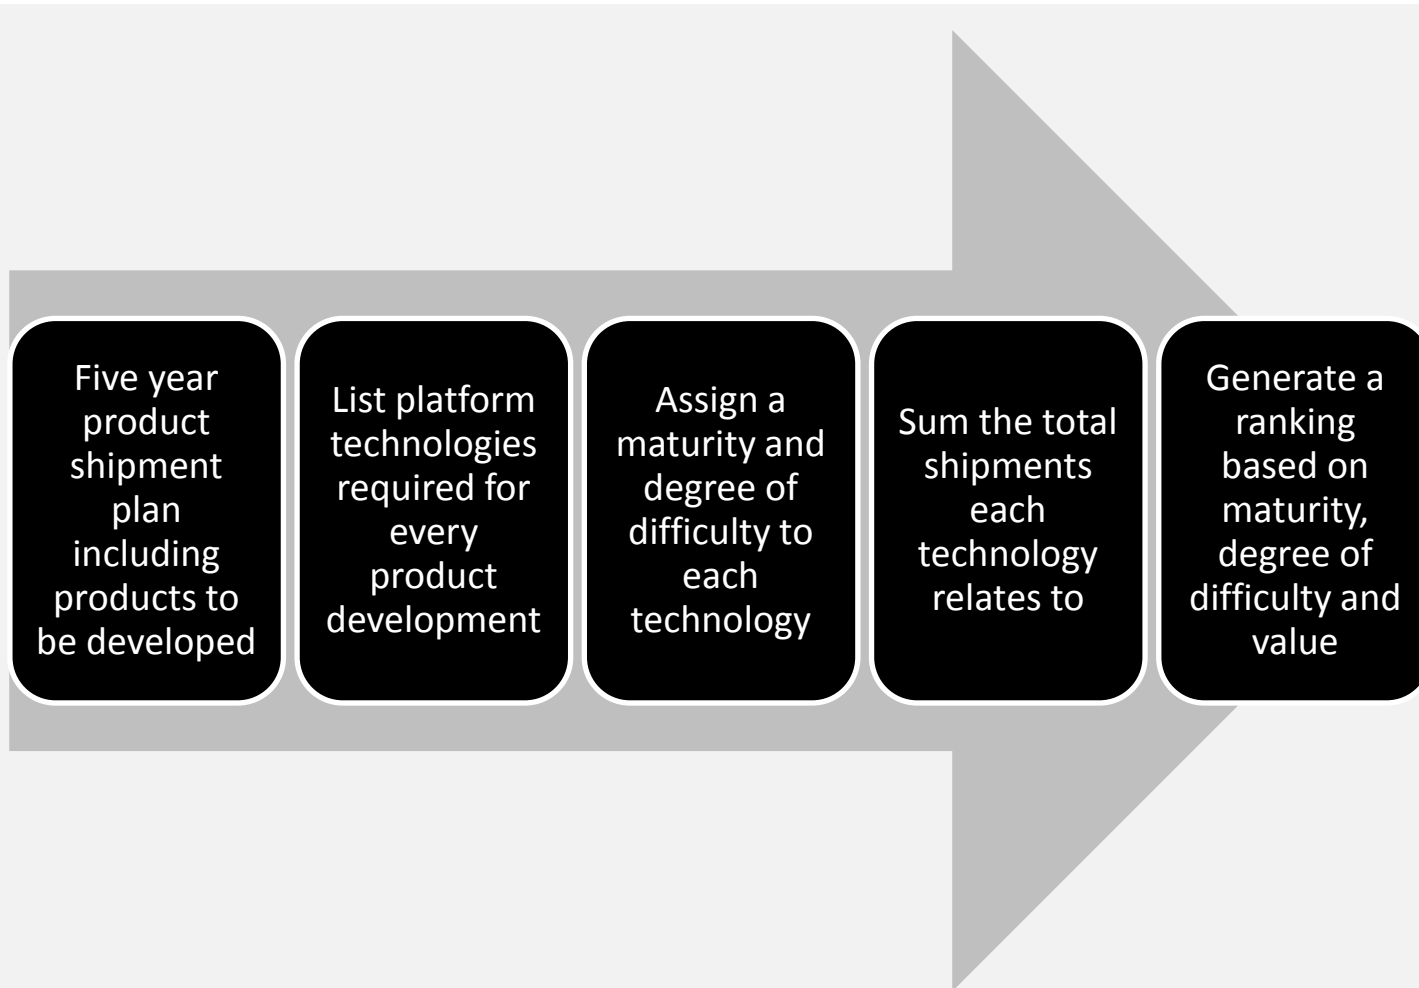 Five year
product
shipment
plan
including
products to
be developed
List platform
technologies
required for
every
product
development
Assign a
maturity and
degree of
difficulty to
each
technology
Sum the total
shipments
each
technology
relates to
Generate a
ranking
based on
maturity,
degree of
difficulty and
value